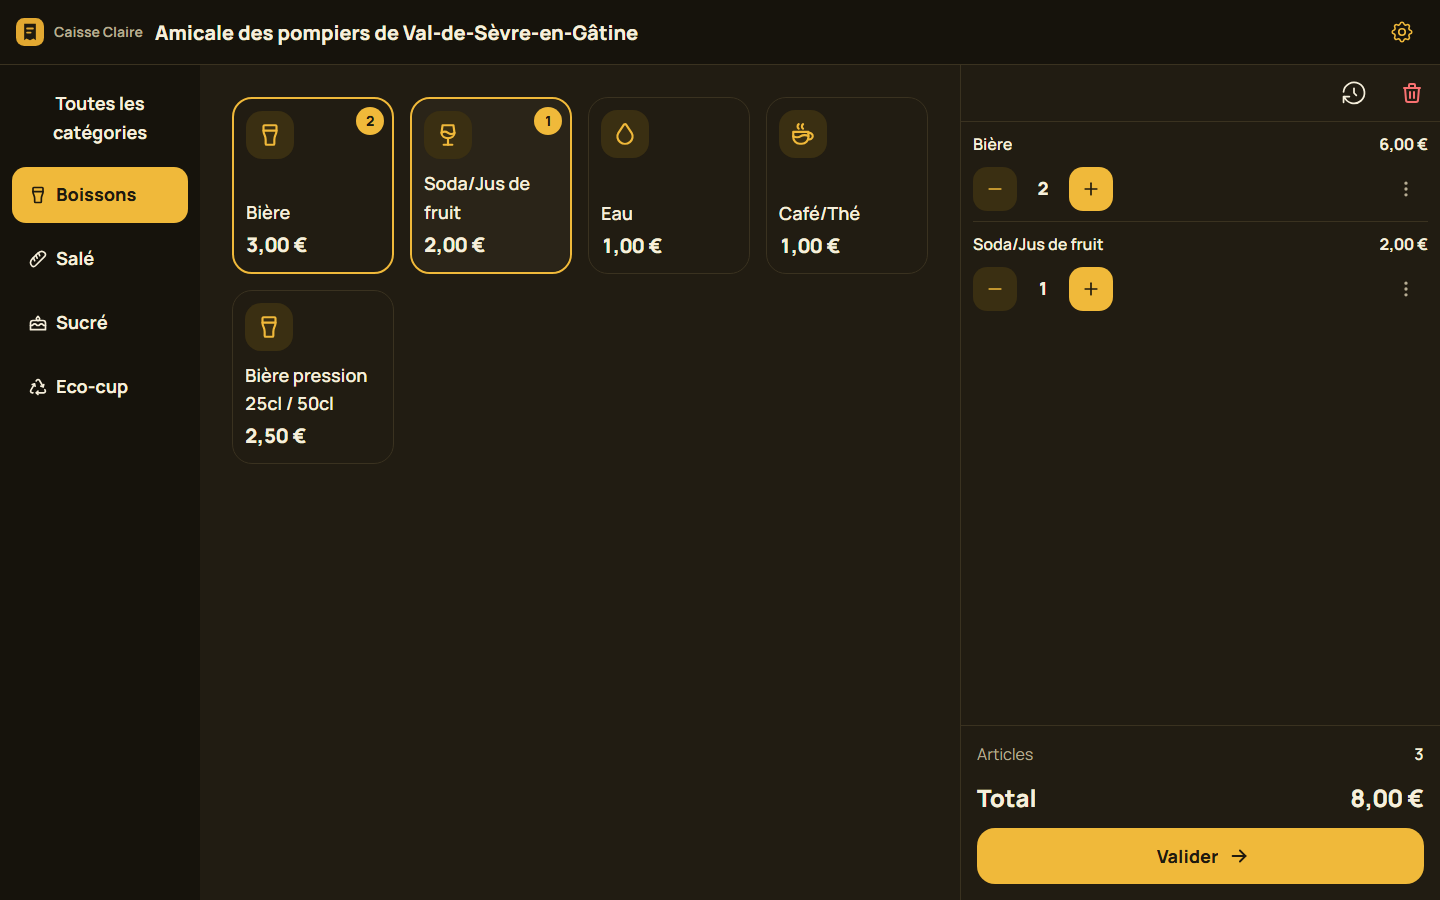 Caisse Claire
Amicale des pompiers de Val-de-Sèvre-en-Gâtine
Toutes les
catégories
Boissons
Salé
Sucré
Eco-cup
2
Bière
3,00 €
1
Soda/Jus de
fruit
2,00 €
Eau
1,00 €
Café/Thé
1,00 €
Bière pression
25cl / 50cl
2,50 €
Bière 6,00 €
2
Soda/Jus de fruit 2,00 €
1
Articles 3
Total 8,00 €
Valider